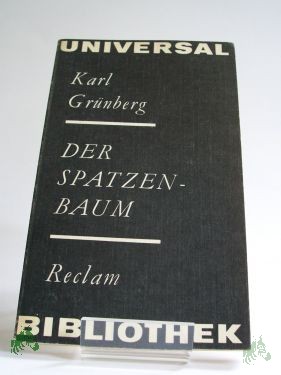 UNIVERSAL
Karl
Grünberg
DER
SPATZEN-
BAUM
Reclam
BIBLIOTHEK